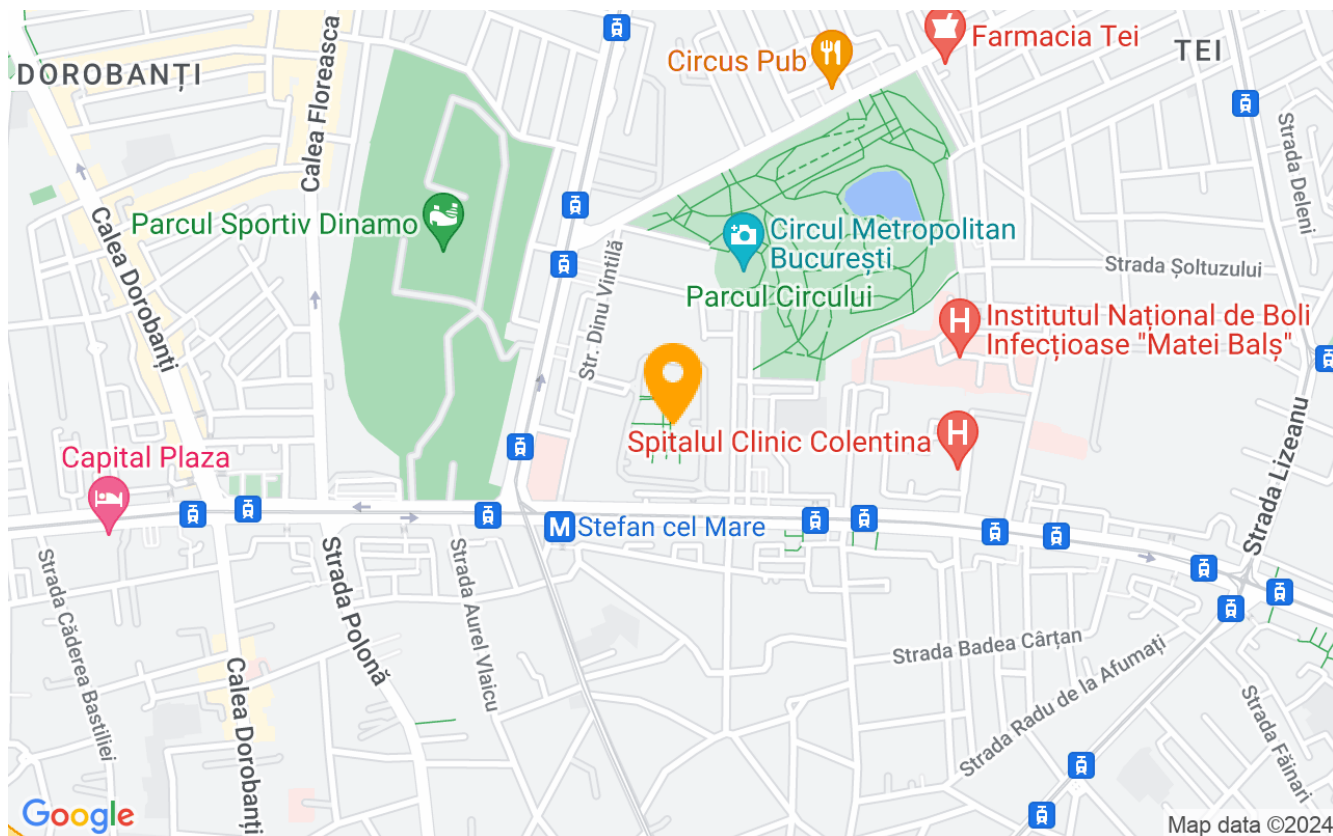 Farmacia Tei
TEI
Circus Pub
DOROBANȚI
Calea Floreasca
Strada Deleni
Parcul Sportiv Dinamo
Circul Metropolitan
București
Calea Dorobanți
Str. Dinu Vintilă
Strada Șoltuzului
Parcul Circului
Institutul Național de Boli
Infecțioase "Matei Balș"
H
Spitalul Clinic Colentina
H
Capital Plaza
Strada Lizeanu
M
Stefan cel Mare
Strada Căderea Bastiliei
Strada Polonă
Strada Aurel Vlaicu
Strada Badea Cârțan
Calea Dorobanți
Strada Radu de la Afumați
Strada Făinari
Google
Map data ©2024